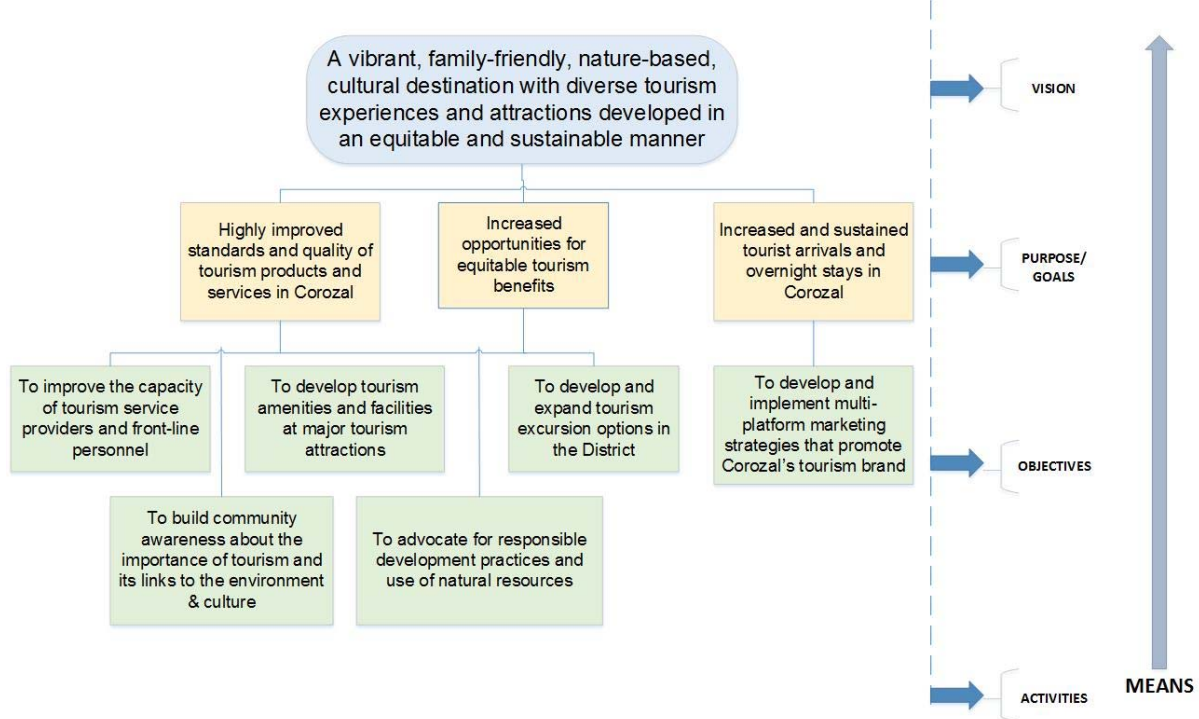 A vibrant, family-friendly, nature-based,
cultural destination with diverse tourism
experiences and attractions developed in
an equitable and sustainable manner
VISION
Highly improved
standards and quality of
tourism products and
services in Corozal
Increased
opportunities for
equitable tourism
benefits
Increased and sustained
tourist arrivals and
overnight stays in
Corozal
PURPOSE/
GOALS
To improve the capacity
of tourism service
providers and front-line
personnel
To develop tourism
amenities and facilities
at major tourism
attractions
To develop and
expand tourism
excursion options in
the District
To develop and
implement multi-
platform marketing
strategies that promote
Corozal's tourism brand
OBJECTIVES
To build community
awareness about the
importance of tourism and
its links to the environment
& culture
To advocate for responsible
development practices and
use of natural resources
ACTIVITIES
MEANS